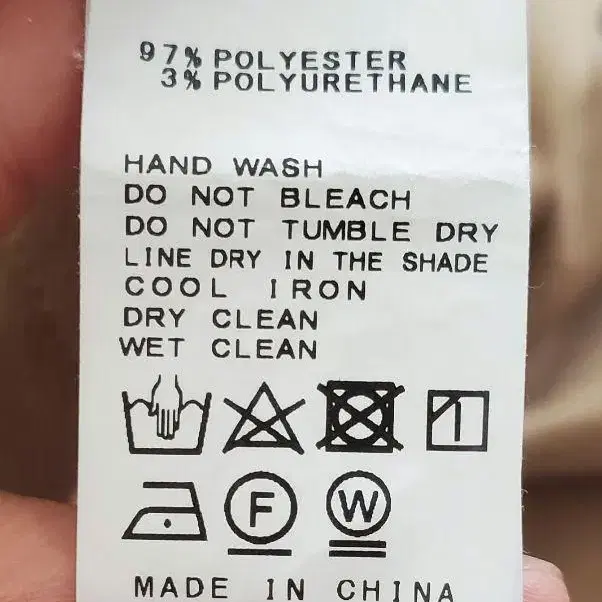 97% POLYESTER
3% POLYURETHANE
HAND WASH
DO NOT BLEACH
DO NOT TUMBLE DRY
LINE DRY IN THE SHADE
COOL IRON
DRY CLEAN
WET CLEAN
F W
MADE IN CHINA